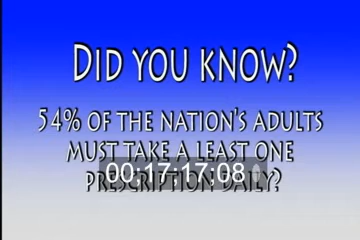 DID YOU KNOW?
54% OF THE NATION'S ADULTS
MUST TAKE A LEAST ONE
00;17;17;08
PRESCRIPTION DAILY?